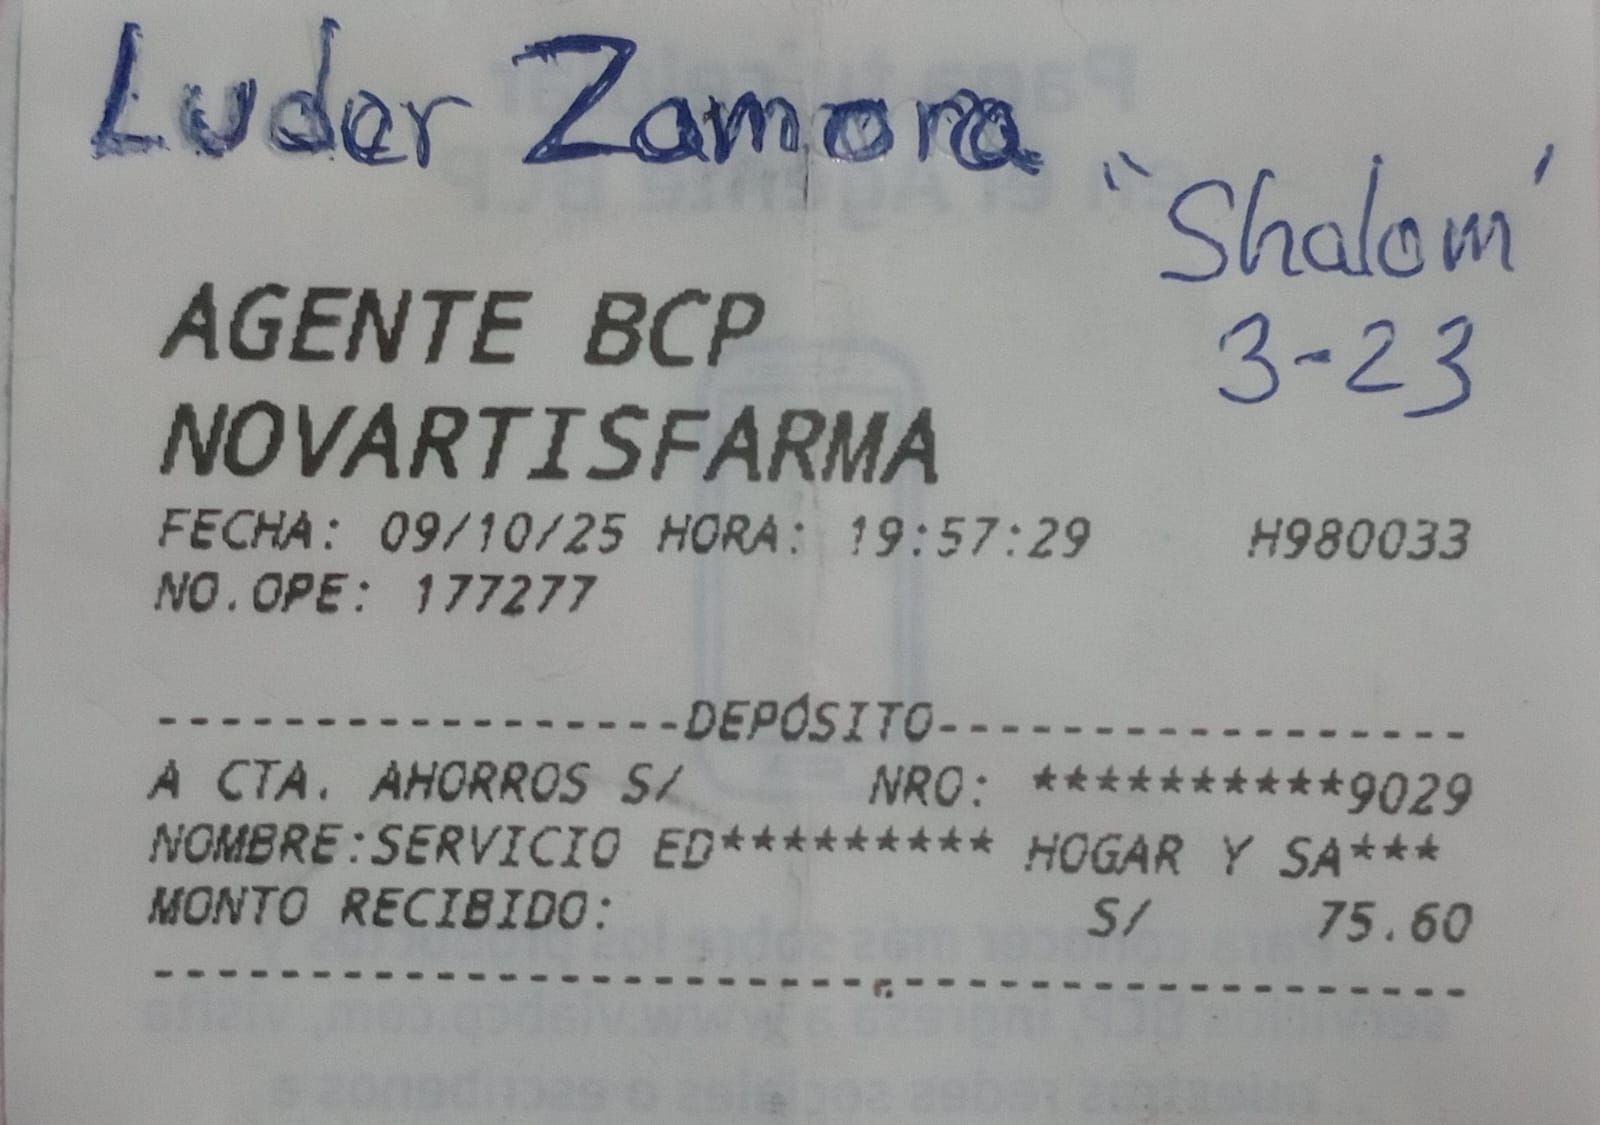 Luder Zamora
"Shalom"
3-23
AGENTE BCP
NOVARTISFARMA
FECHA: 09/10/25 HORA: 19:57:29 H980033
NO.OPE: 177277
------------------DEPÓSITO------------------
A CTA. AHORROS S/ NRO: **********9029
NOMBRE:SERVICIO ED********* HOGAR Y SA***
MONTO RECIBIDO: S/ 75.60